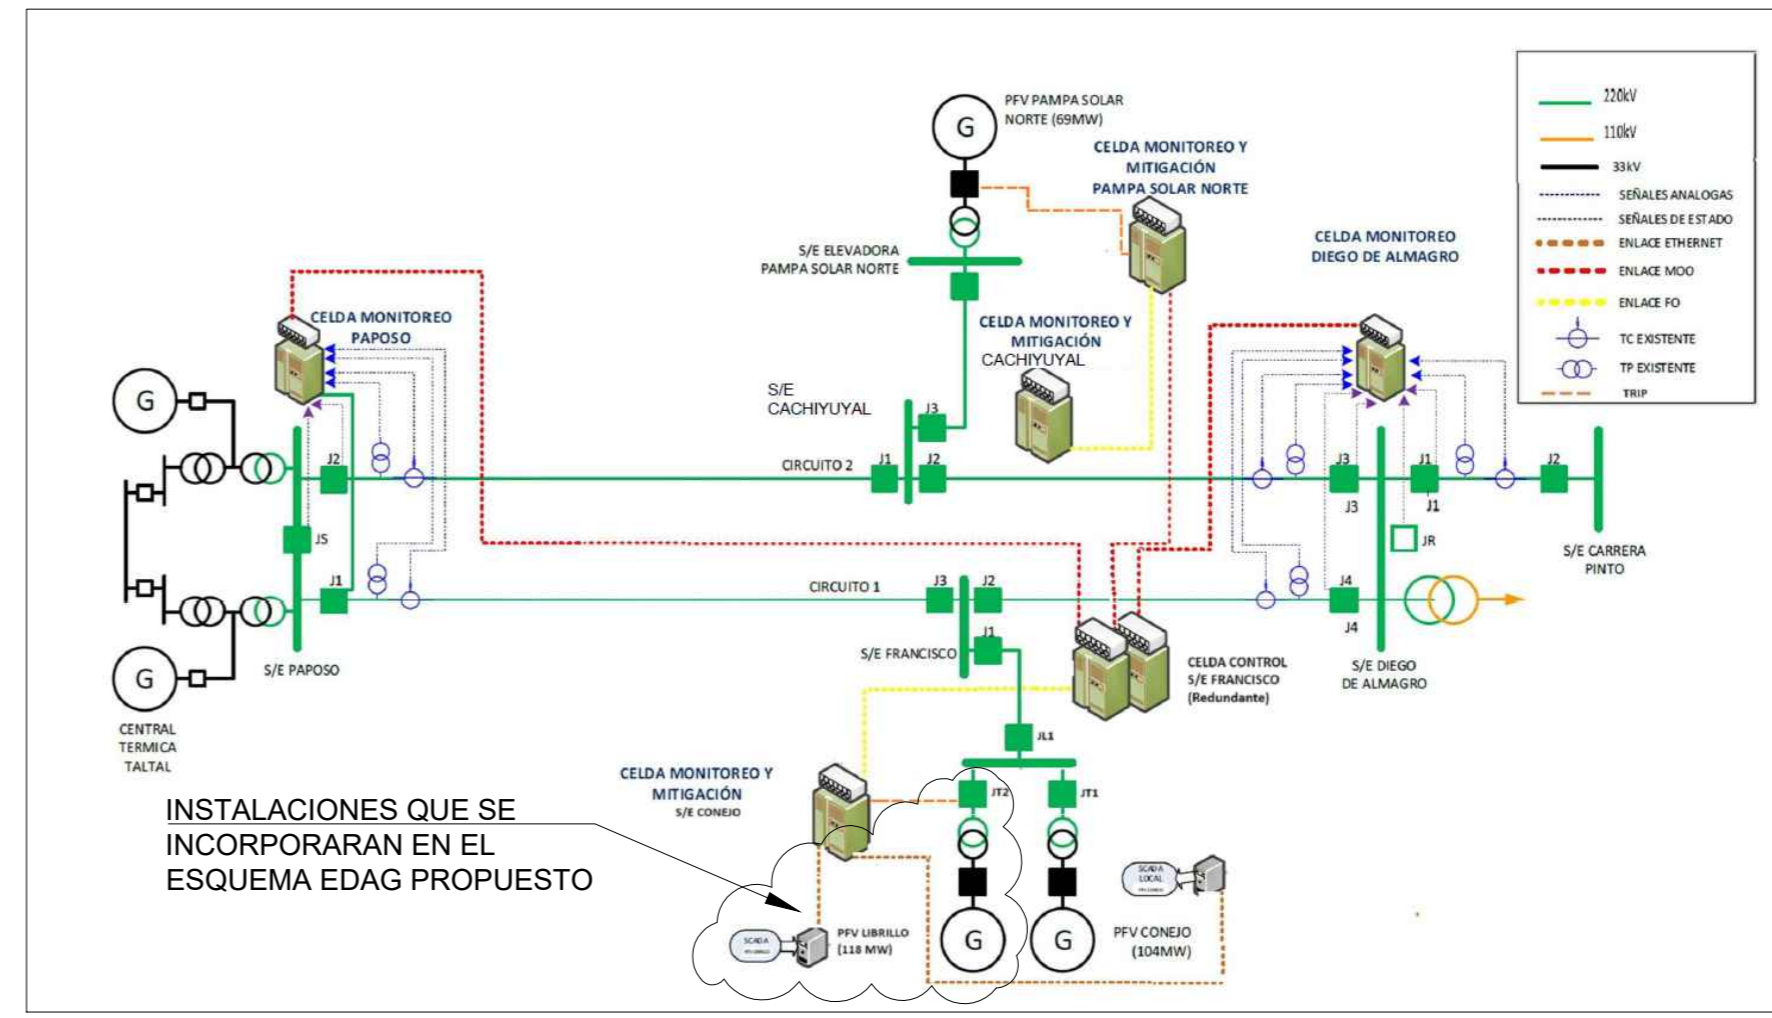 PFV PAMPA SOLAR
NORTE (69MW)
G
CELDA MONITOREO Y
MITIGACIÓN
PAMPA SOLAR NORTE
220kV
110kV
33kV
SEÑALES ANALOGAS
SEÑALES DE ESTADO
ENLACE ETHERNET
ENLACE MOO
ENLACE FO
TC EXISTENTE
TP EXISTENTE
TRIP
S/E ELEVADORA
PAMPA SOLAR NORTE
CELDA MONITOREO
DIEGO DE ALMAGRO
CELDA MONITOREO
PAPOSO
CELDA MONITOREO Y
MITIGACIÓN
CACHIYUYAL
S/E
CACHIYUYAL
G
J3
J2
CIRCUITO 2
J1
J2
J3
J3
J1
J1
J2
JS
JR
S/E CARRERA
PINTO
J1
CIRCUITO 1
J3
J2
J4
J4
J1
S/E FRANCISCO
S/E PAPOSO
G
CENTRAL
TERMICA
TALTAL
CELDA CONTROL
S/E FRANCISCO
(Redundante)
S/E DIEGO
DE ALMAGRO
JL1
CELDA MONITOREO Y
MITIGACIÓN
S/E CONEJO
JT2
JT1
INSTALACIONES QUE SE
INCORPORARAN EN EL
ESQUEMA EDAG PROPUESTO
SCADA
LOCAL
SCADA
PFV LIBRILLO
(118 MW)
G
G
PFV CONEJO
(104MW)